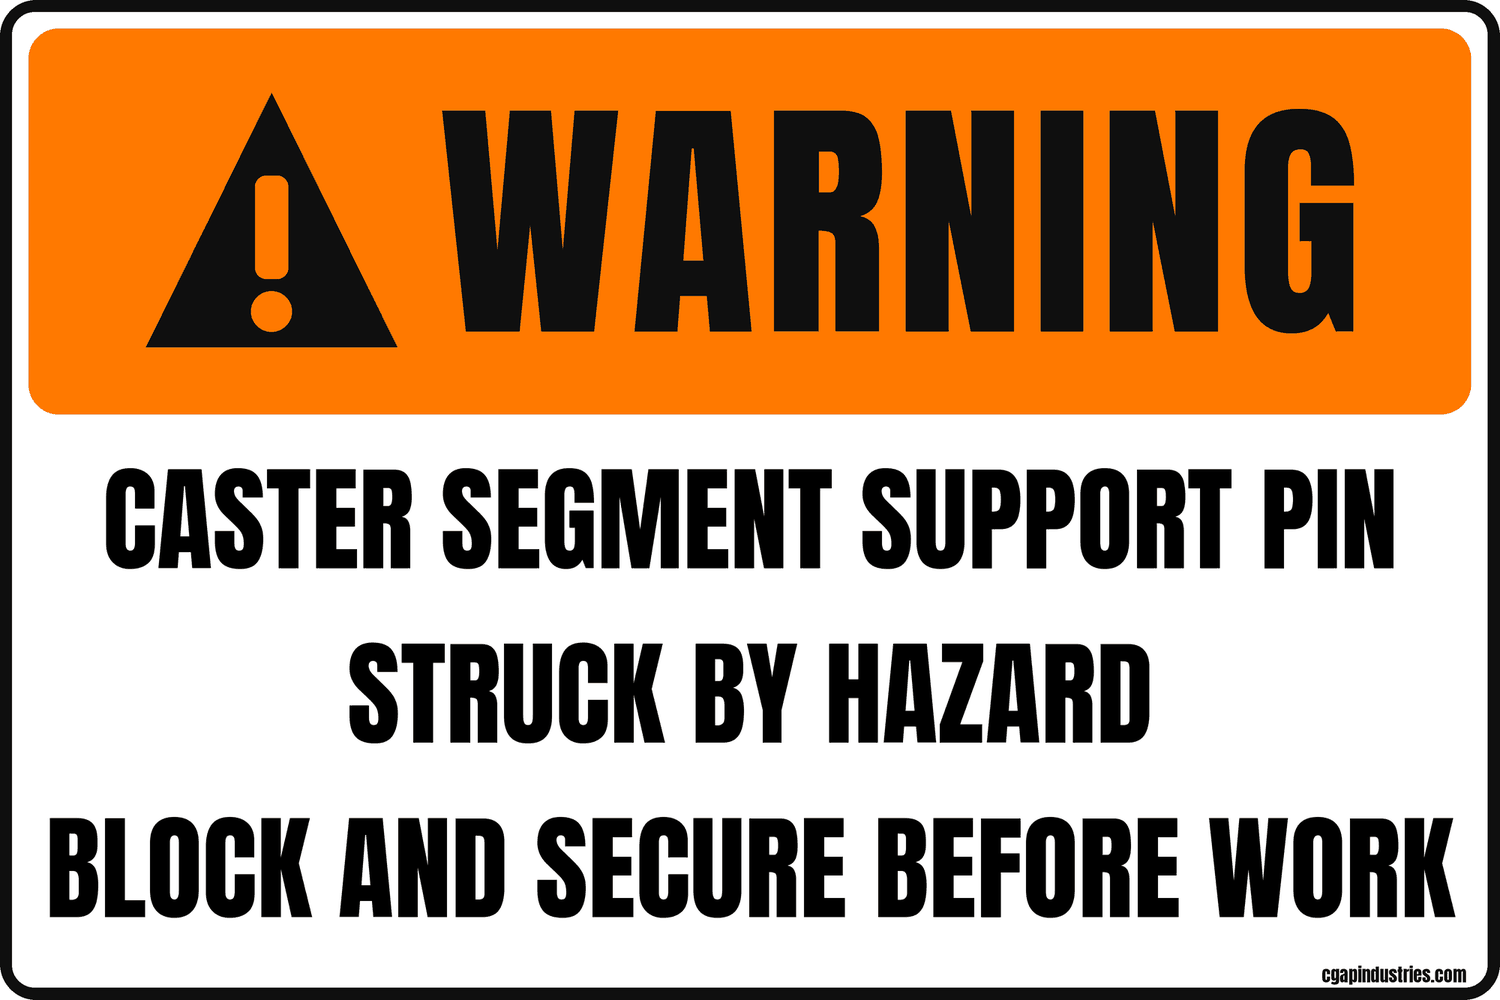 WARNING
CASTER SEGMENT SUPPORT PIN
STRUCK BY HAZARD
BLOCK AND SECURE BEFORE WORK
cgapindustries.com